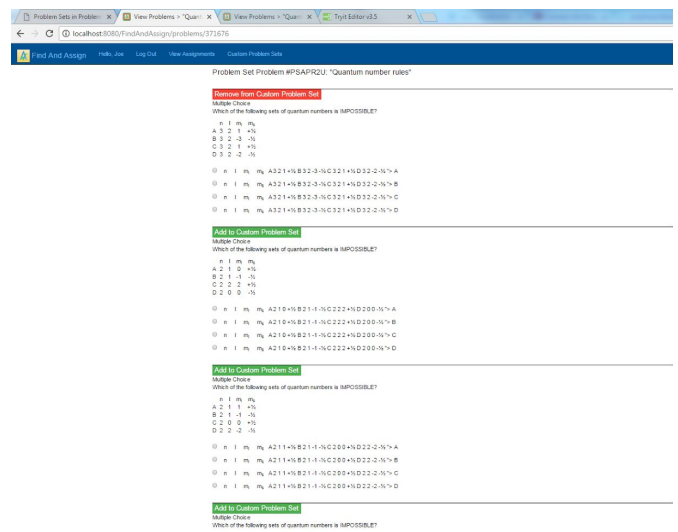 Problem Sets in Problem
View Problems > "Quant
View Problems > "Quant
Tryit Editor v3.5
localhost:8080/FindAndAssign/problems/371676
Find And Assign Hello, Joe Log Out View Assignments Custom Problem Sets
Problem Set Problem #PSAPR2U: "Quantum number rules"
Remove from Custom Problem Set
Multiple Choice
Which of the following sets of quantum numbers is IMPOSSIBLE?
n l mₗ mₛ
A 3 2 1 +½
B 3 2 -3 -½
C 3 2 1 +½
D 3 2 -2 -½
n l mₗ mₛ A 3 2 1 +½ B 3 2 -3 -½ C 3 2 1 +½ D 3 2 -2 -½ "> A
n l mₗ mₛ A 3 2 1 +½ B 3 2 -3 -½ C 3 2 1 +½ D 3 2 -2 -½ "> B
n l mₗ mₛ A 3 2 1 +½ B 3 2 -3 -½ C 3 2 1 +½ D 3 2 -2 -½ "> C
n l mₗ mₛ A 3 2 1 +½ B 3 2 -3 -½ C 3 2 1 +½ D 3 2 -2 -½ "> D
Add to Custom Problem Set
Multiple Choice
Which of the following sets of quantum numbers is IMPOSSIBLE?
n l mₗ mₛ
A 2 1 0 +½
B 2 1 -1 -½
C 2 2 2 +½
D 2 0 0 -½
n l mₗ mₛ A 2 1 0 +½ B 2 1 -1 -½ C 2 2 2 +½ D 2 0 0 -½ "> A
n l mₗ mₛ A 2 1 0 +½ B 2 1 -1 -½ C 2 2 2 +½ D 2 0 0 -½ "> B
n l mₗ mₛ A 2 1 0 +½ B 2 1 -1 -½ C 2 2 2 +½ D 2 0 0 -½ "> C
n l mₗ mₛ A 2 1 0 +½ B 2 1 -1 -½ C 2 2 2 +½ D 2 0 0 -½ "> D
Add to Custom Problem Set
Multiple Choice
Which of the following sets of quantum numbers is IMPOSSIBLE?
n l mₗ mₛ
A 2 1 1 +½
B 2 1 -1 -½
C 2 0 0 +½
D 2 2 -2 -½
n l mₗ mₛ A 2 1 1 +½ B 2 1 -1 -½ C 2 0 0 +½ D 2 2 -2 -½ "> A
n l mₗ mₛ A 2 1 1 +½ B 2 1 -1 -½ C 2 0 0 +½ D 2 2 -2 -½ "> B
n l mₗ mₛ A 2 1 1 +½ B 2 1 -1 -½ C 2 0 0 +½ D 2 2 -2 -½ "> C
n l mₗ mₛ A 2 1 1 +½ B 2 1 -1 -½ C 2 0 0 +½ D 2 2 -2 -½ "> D
Add to Custom Problem Set
Multiple Choice
Which of the following sets of quantum numbers is IMPOSSIBLE?